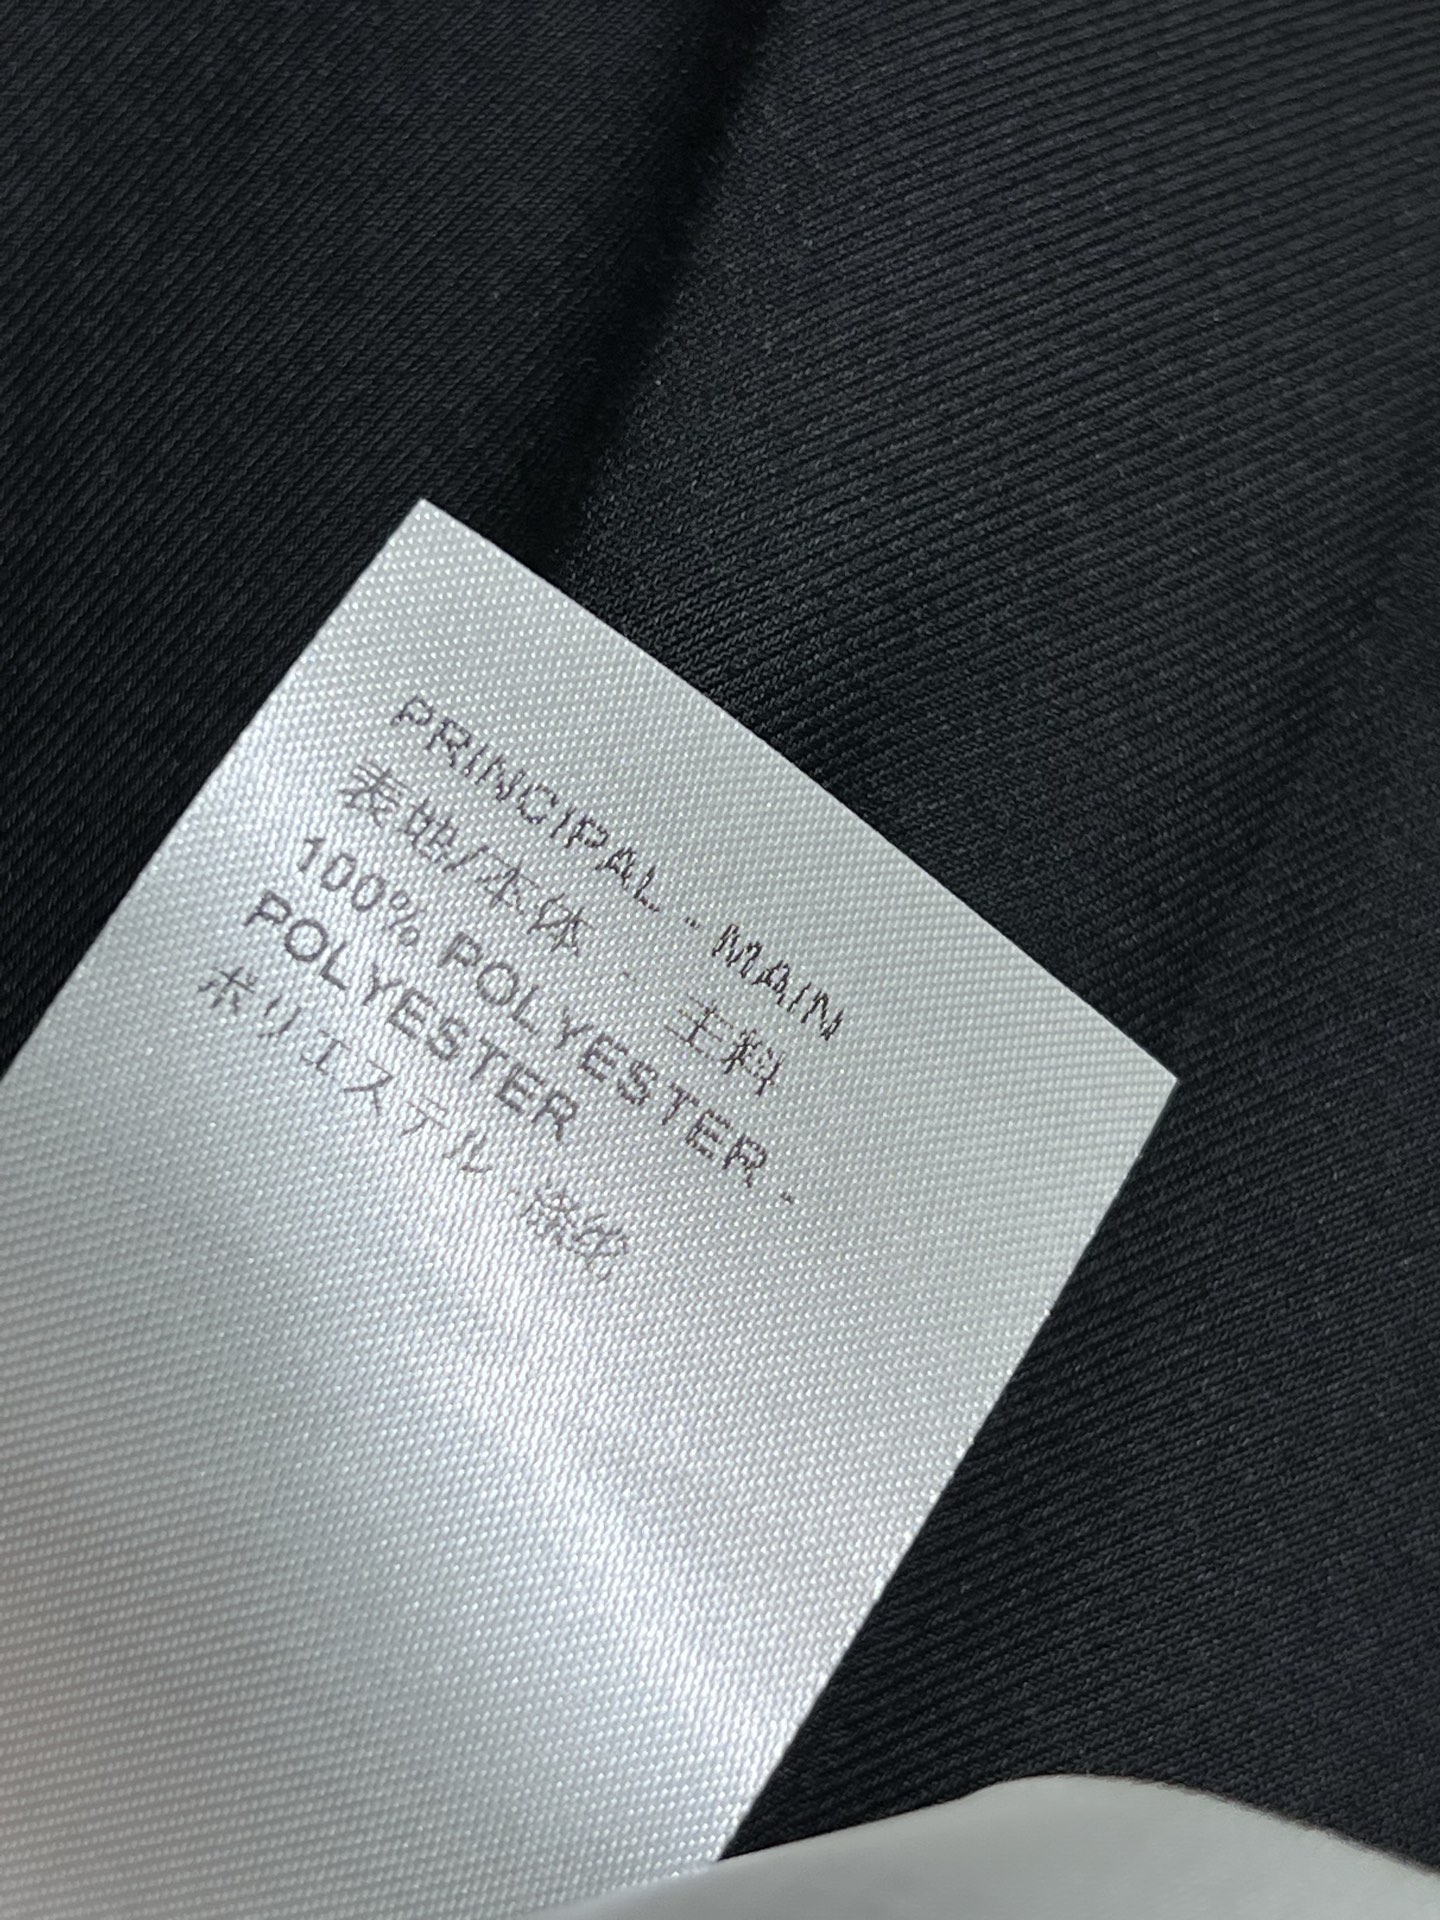 PRINCIPAL - MAIN
表地/本体 - 主料
100% POLYESTER -
POLYESTER
ポリエステル - 涤纶